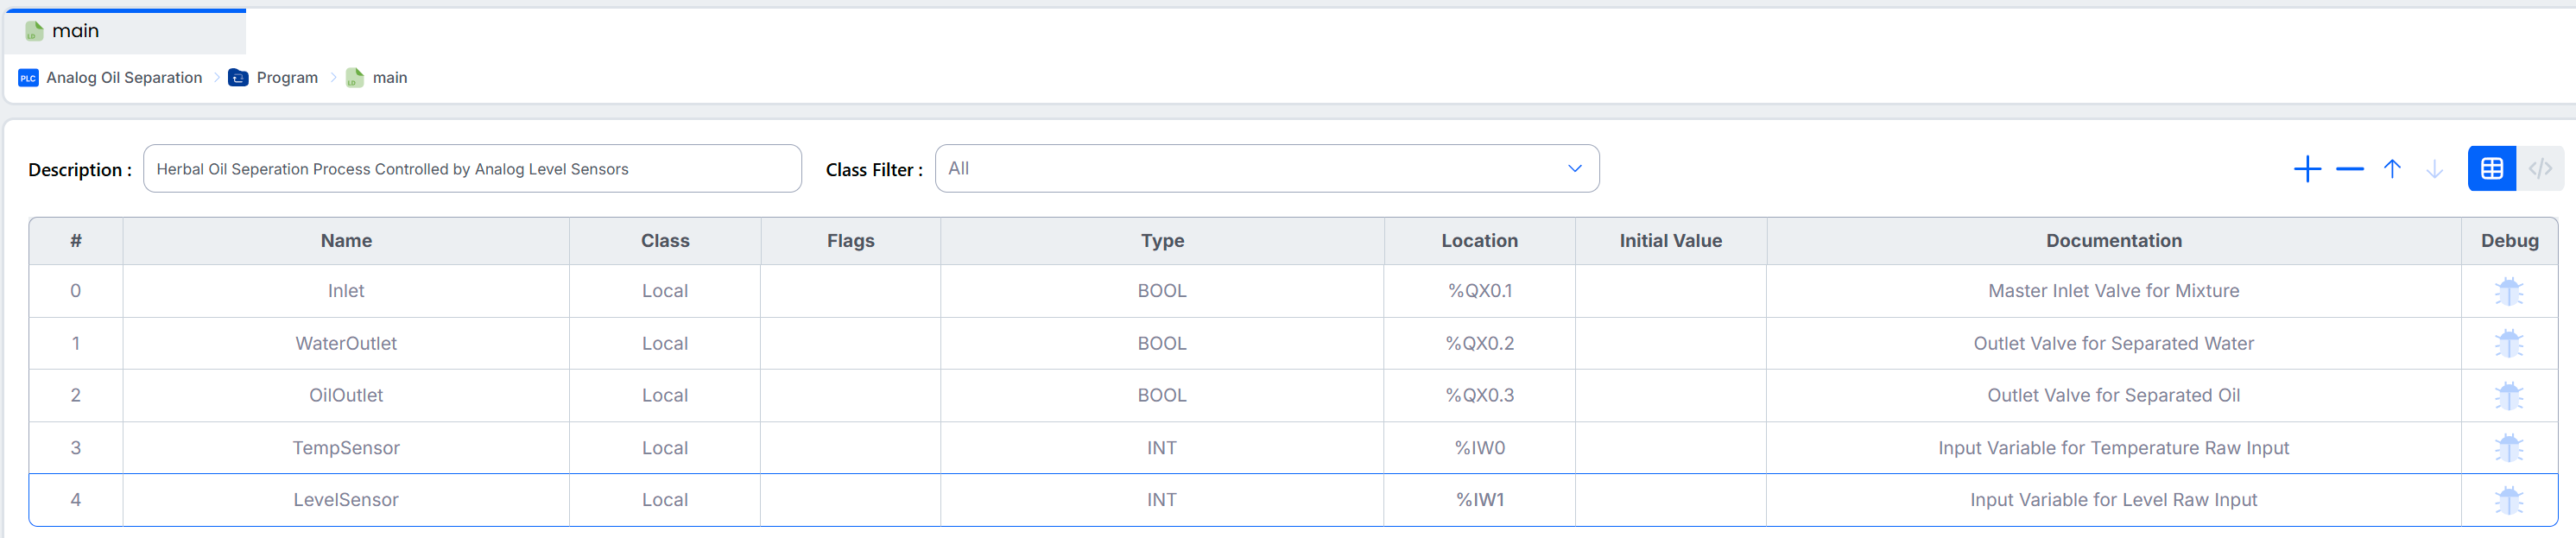 main
PLC Analog Oil Separation > Program > main
Description : Herbal Oil Seperation Process Controlled by Analog Level Sensors Class Filter : All
# Name Class Flags Type Location Initial Value Documentation Debug
0 Inlet Local BOOL %QX0.1 Master Inlet Valve for Mixture
1 WaterOutlet Local BOOL %QX0.2 Outlet Valve for Separated Water
2 OilOutlet Local BOOL %QX0.3 Outlet Valve for Separated Oil
3 TempSensor Local INT %IW0 Input Variable for Temperature Raw Input
4 LevelSensor Local INT %IW1 Input Variable for Level Raw Input